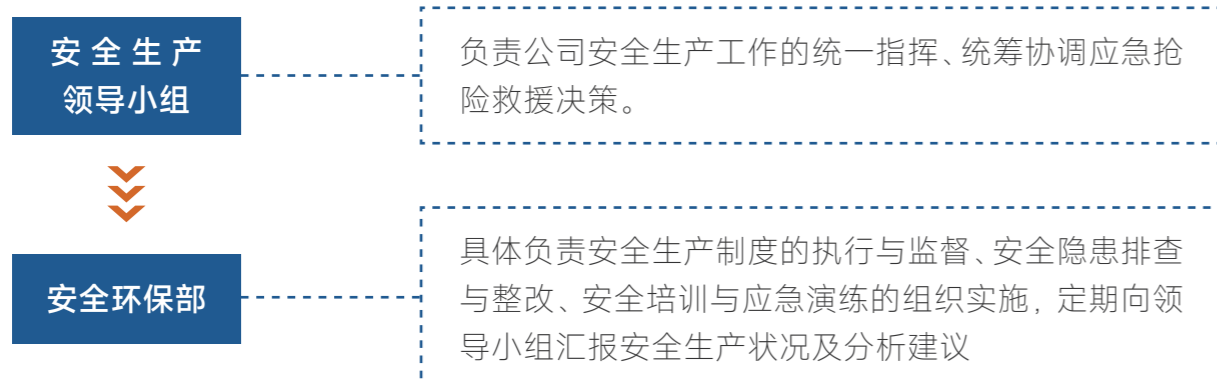 安全生产
领导小组
负责公司安全生产工作的统一指挥、统筹协调应急抢
险救援决策。
安全环保部
具体负责安全生产制度的执行与监督、安全隐患排查
与整改、安全培训与应急演练的组织实施，定期向领
导小组汇报安全生产状况及分析建议